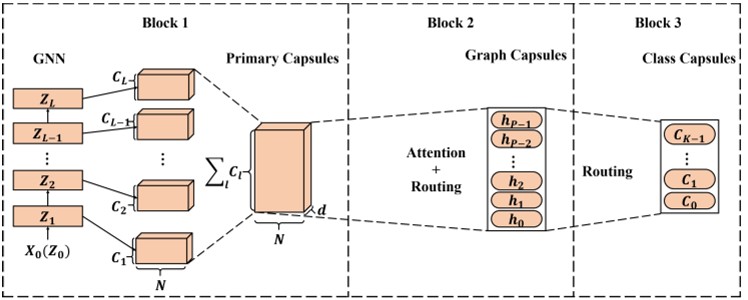 Block 1
Block 2
Block 3
GNN
Primary Capsules
Graph Capsules
Class Capsules
C_L
Z_L
C_{L−1}
Z_{L−1}
⋮
⋮
Z_2
C_2
Z_1
X_0(Z_0)
C_1
N
∑_l C_l
d
N
Attention
+
Routing
h_{P−1}
h_{P−2}
⋮
h_2
h_1
h_0
Routing
C_{K−1}
⋮
C_1
C_0